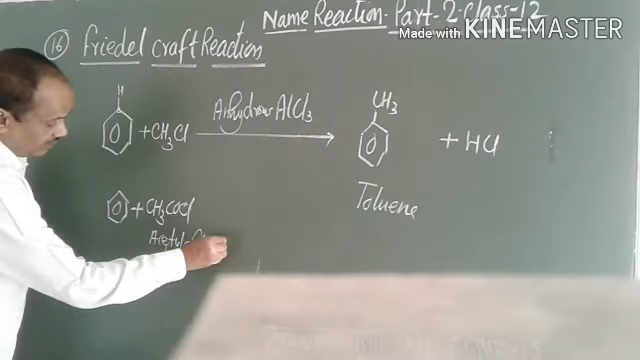 Name Reaction-Part-2-Class-12
Made with KINEMASTER
16 Friedel craft Reaction
H
CH3
+CH3Cl Anhydrous AlCl3 + HCl
Toluene
+ CH3COCl
Acetyl